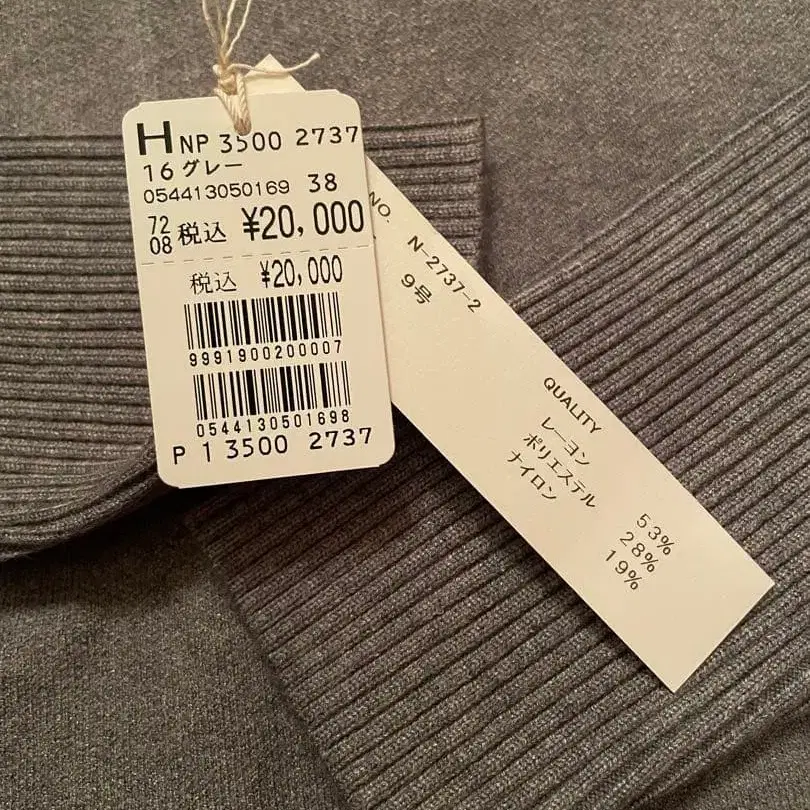 H NP 3500 2737
16グレー
054413050169 38
72
08 税込 ¥20,000
税込 ¥20,000
9991900200007
0544130501698
P 1 3500 2737
NO. N-2737-2
9号
QUALITY
レーヨン 53%
ポリエステル 28%
ナイロン 19%